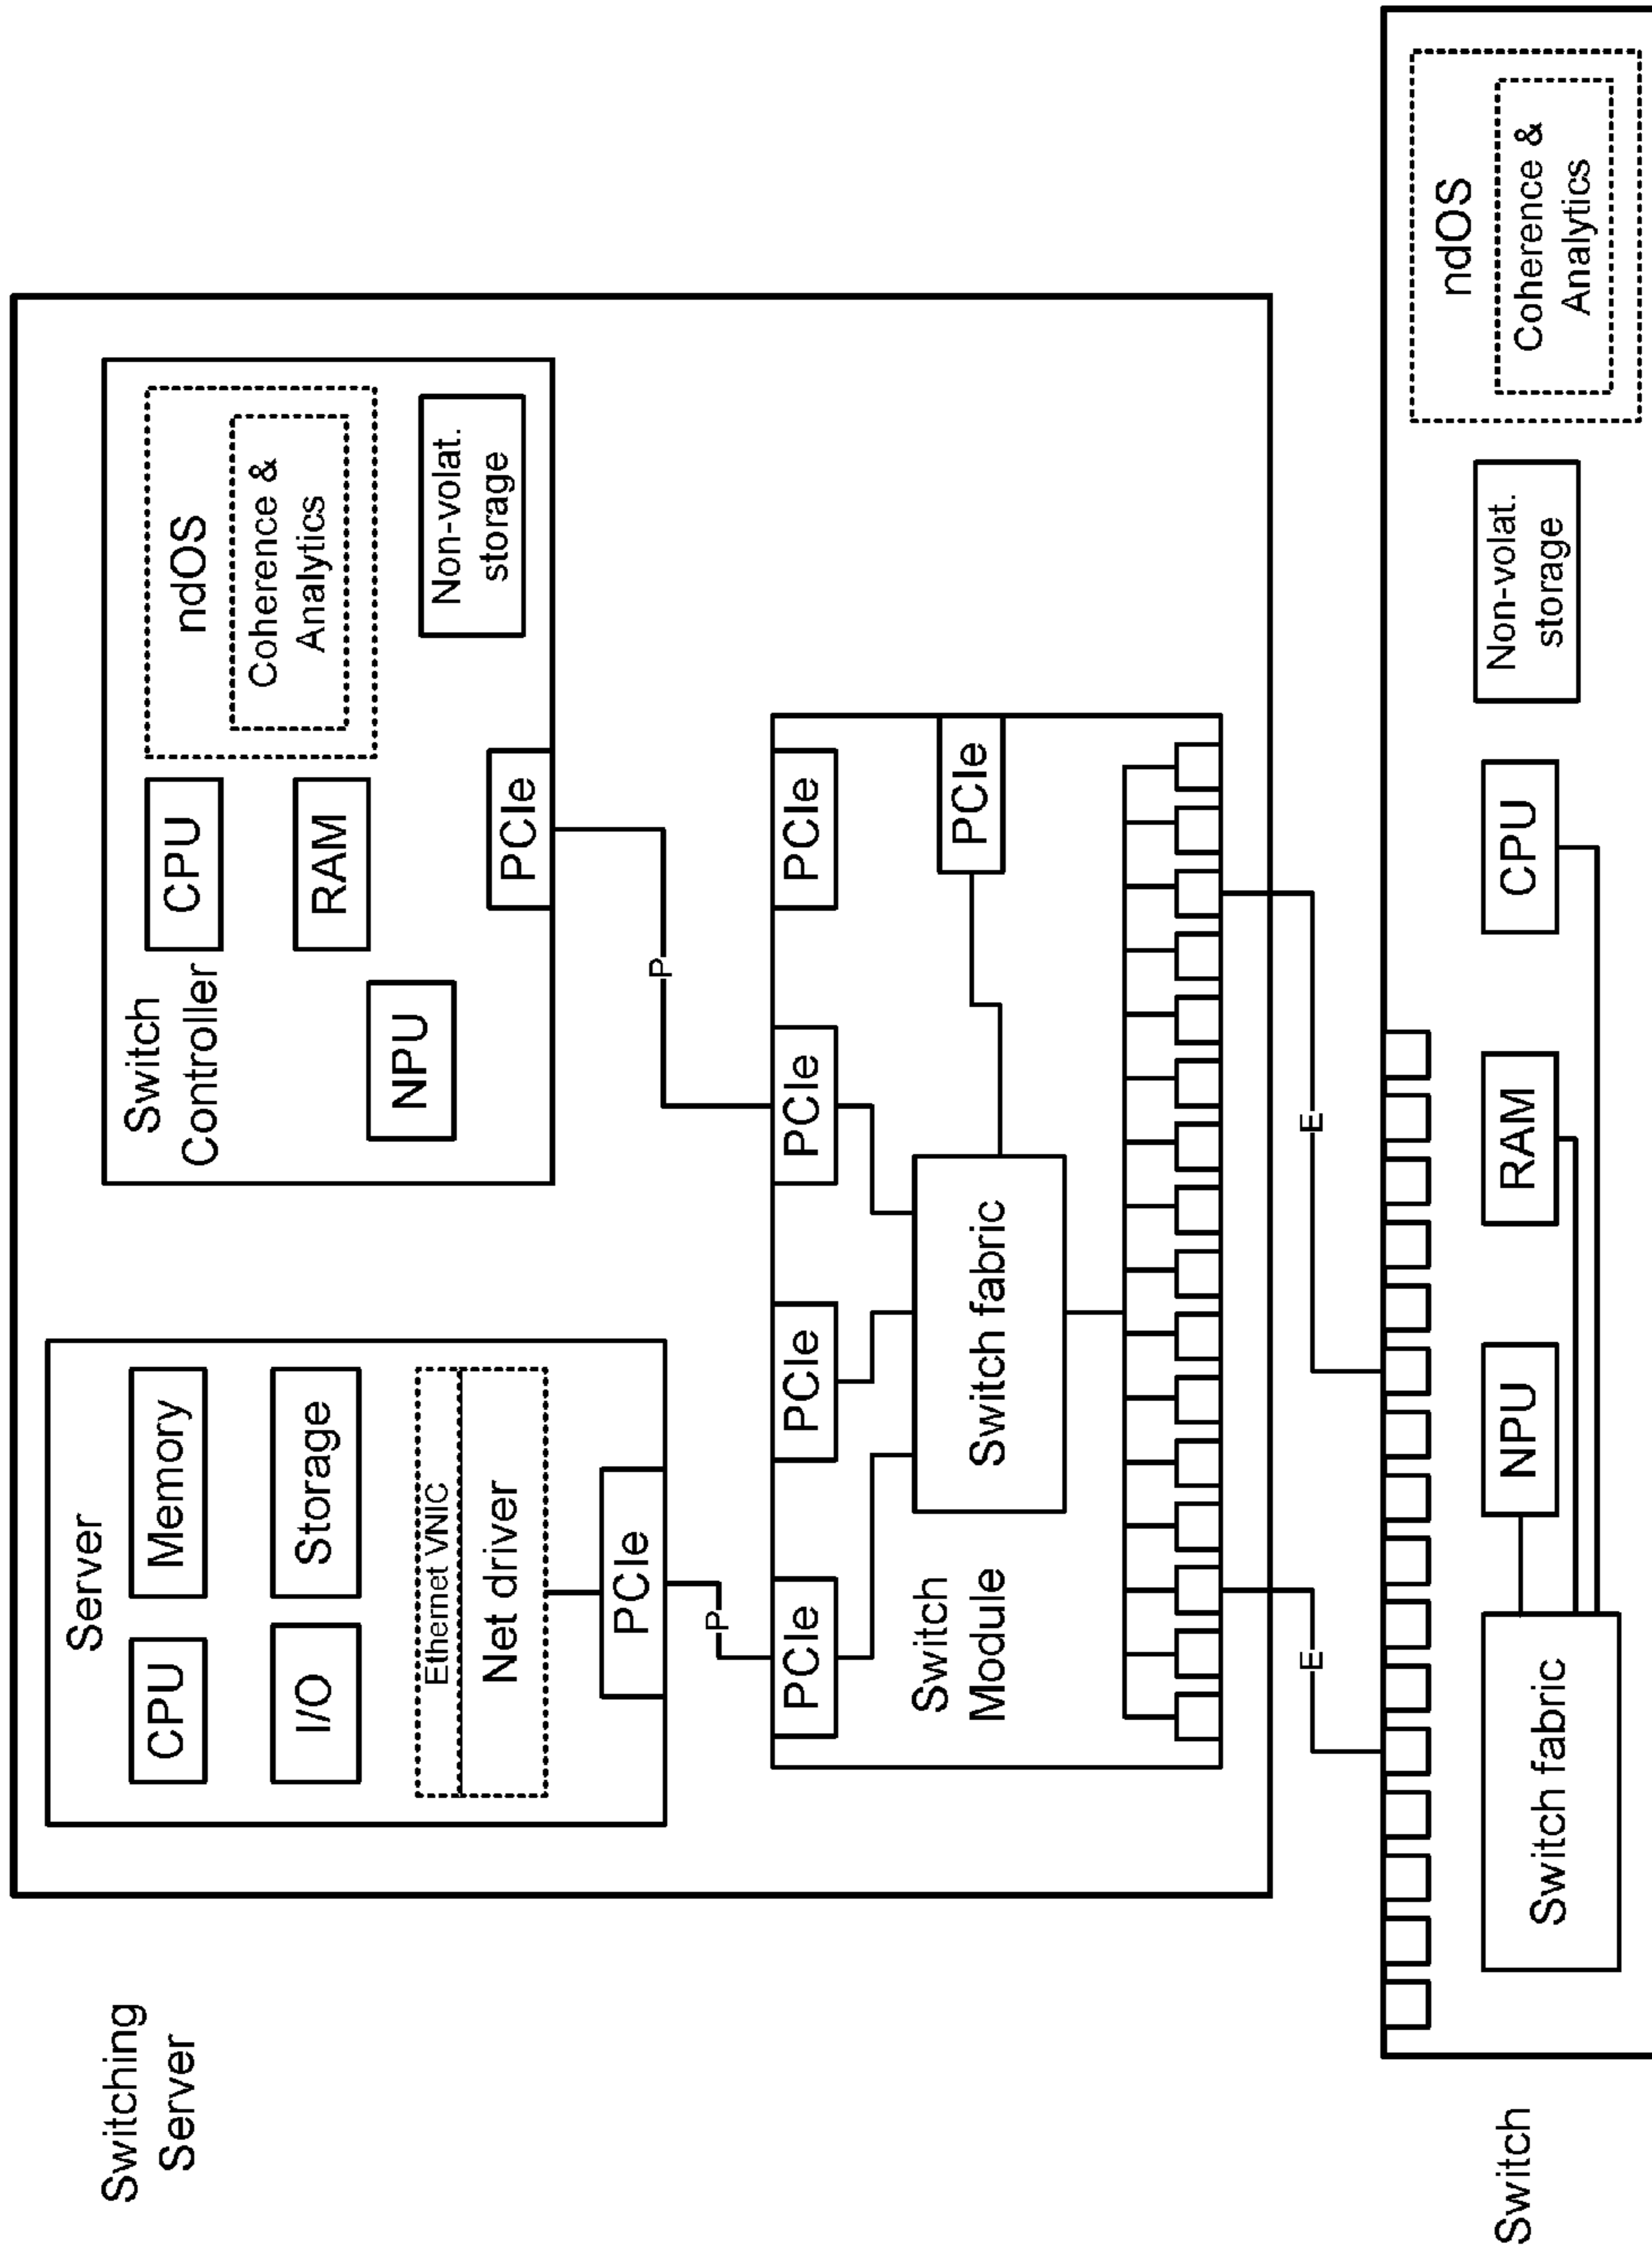 Switching
Server
Server
CPU
Memory
I/O
Storage
Ethernet VNIC
Net driver
PCIe
P
Switch
Controller
CPU
RAM
NPU
ndOS
Coherence &
Analytics
Non-volat.
storage
PCIe
P
PCIe
PCIe
PCIe
PCIe
PCIe
Switch
Module
Switch fabric
E
E
Switch
Switch fabric
NPU
RAM
CPU
Non-volat.
storage
ndOS
Coherence &
Analytics